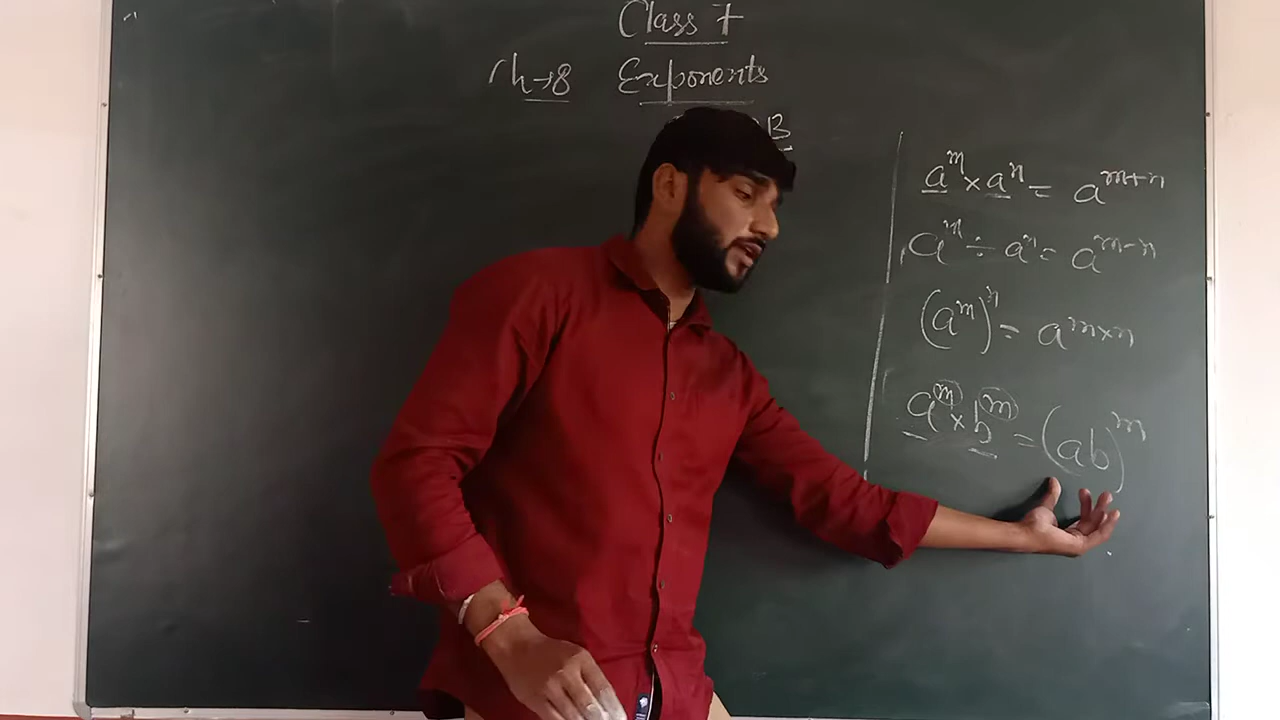 Class 7
Ch→8 Exponents
B
a^m × a^n = a^(m+n)
a^m ÷ a^n = a^(m-n)
(a^m)^n = a^(m×n)
a^m × b^m = (ab)^m